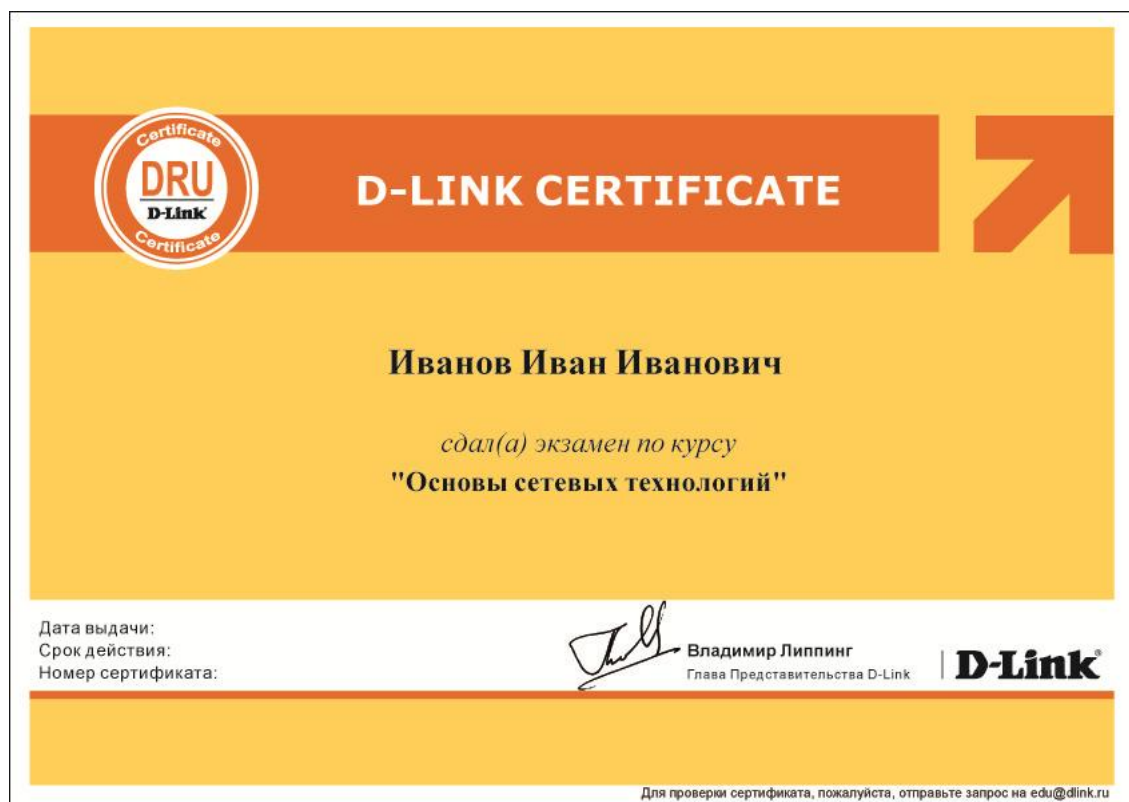 Certificate
DRU
D-Link
Certificate
D-LINK CERTIFICATE
Иванов Иван Иванович
сдал(а) экзамен по курсу
"Основы сетевых технологий"
Дата выдачи:
Срок действия:
Номер сертификата:
Владимир Липпинг
Глава Представительства D-Link
D-Link®
Для проверки сертификата, пожалуйста, отправьте запрос на edu@dlink.ru